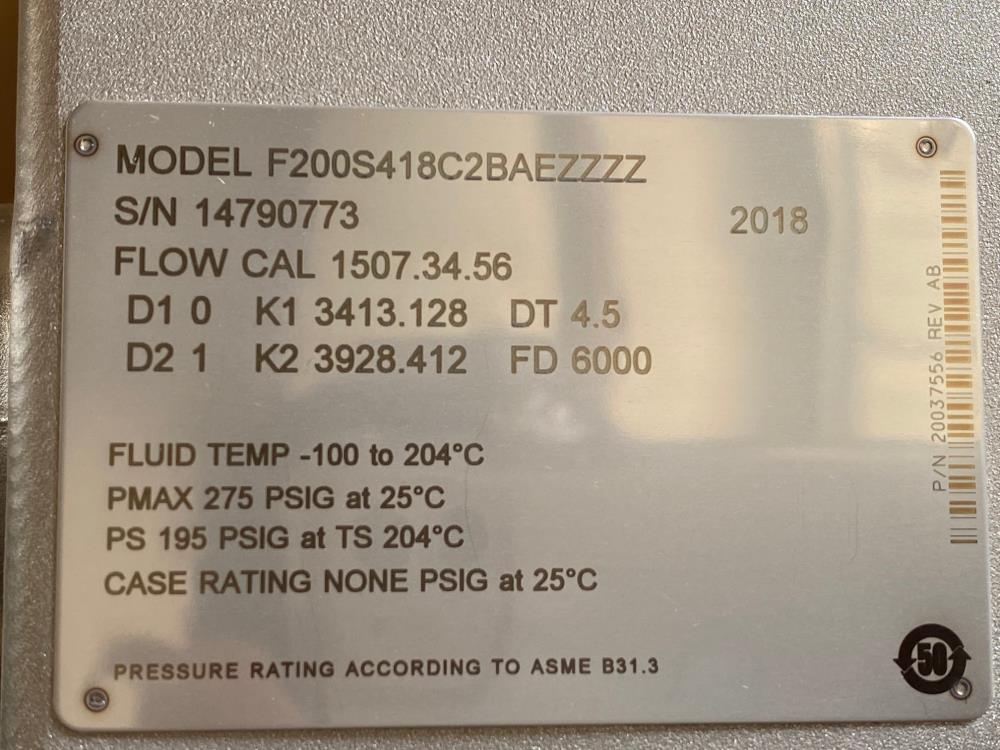 MODEL F200S418C2BAEZZZZ
S/N 14790773
2018
FLOW CAL 1507.34.56
D1 0 K1 3413.128 DT 4.5
D2 1 K2 3928.412 FD 6000
FLUID TEMP -100 to 204°C
PMAX 275 PSIG at 25°C
PS 195 PSIG at TS 204°C
CASE RATING NONE PSIG at 25°C
PRESSURE RATING ACCORDING TO ASME B31.3
P/N 20037556 REV AB
50